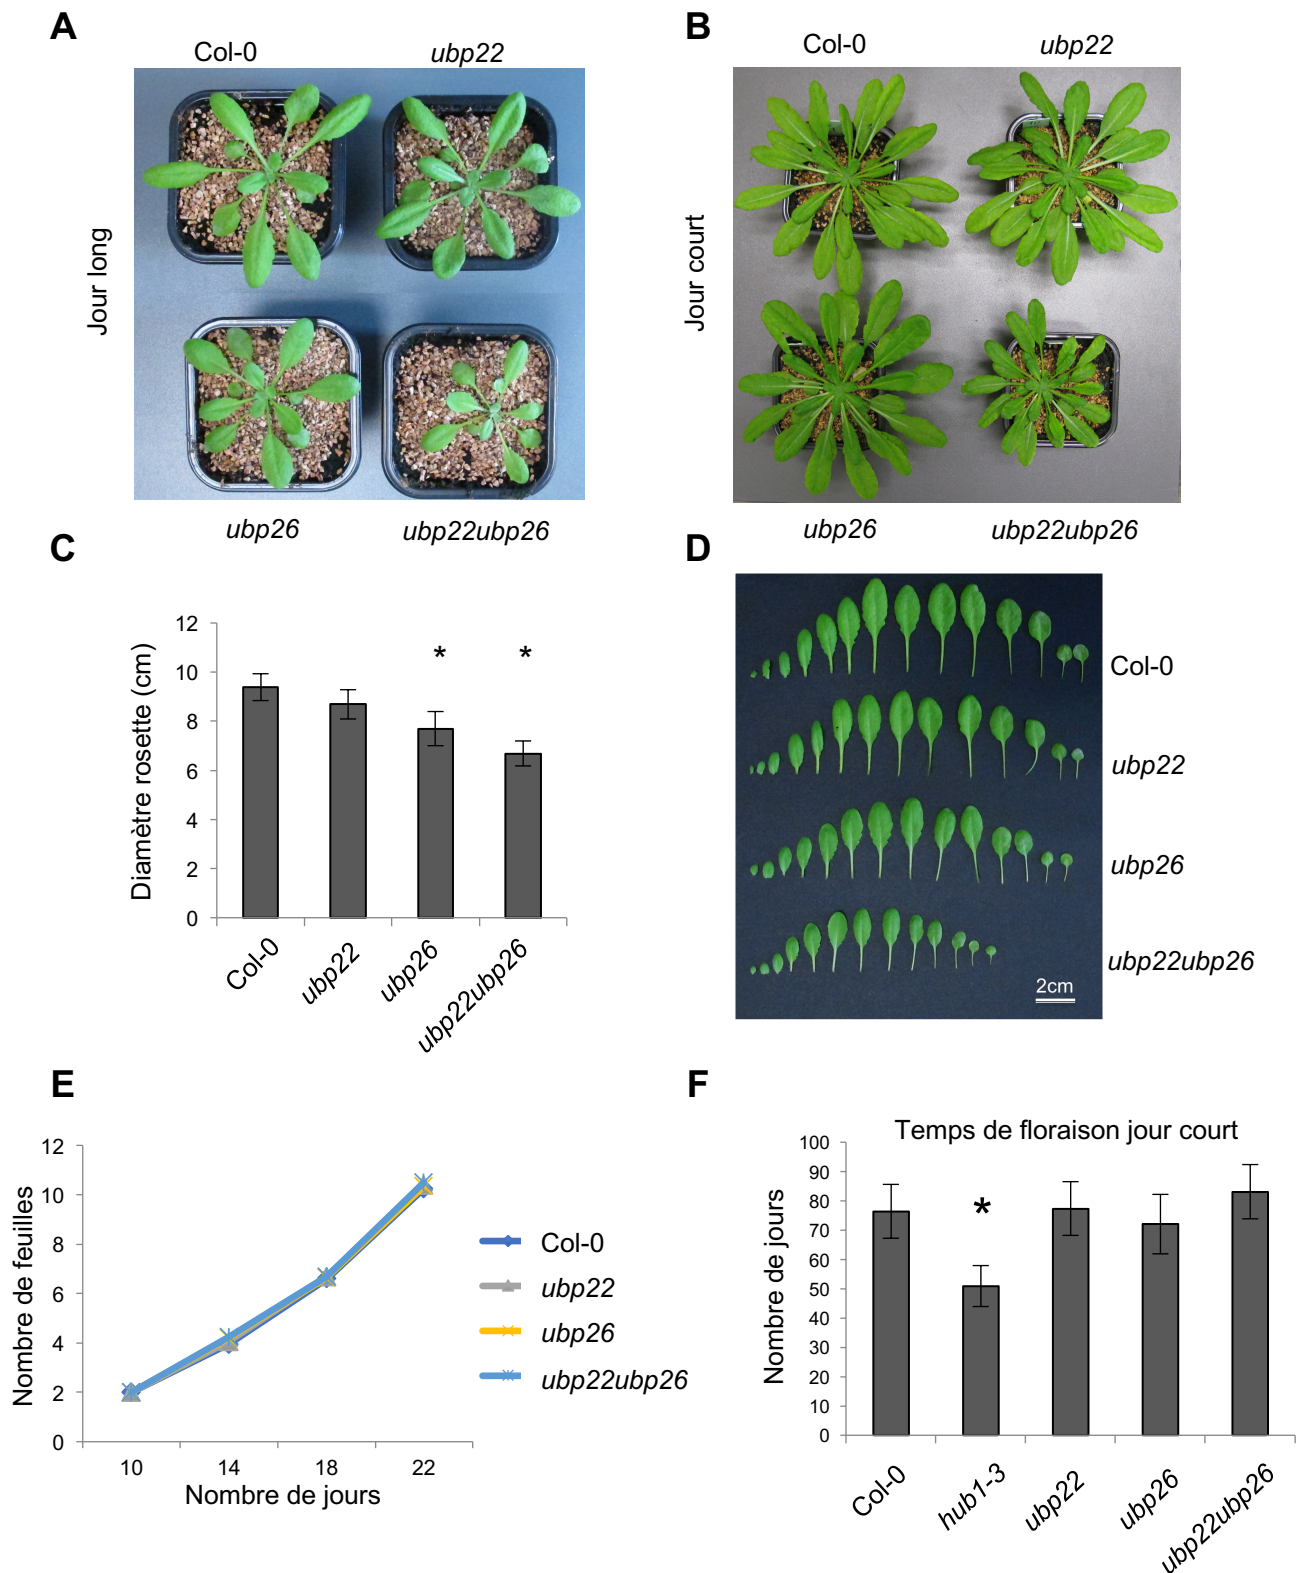 A
Col-0
ubp22
Jour long
ubp26
ubp22ubp26
B
Col-0
ubp22
Jour court
ubp26
ubp22ubp26
C
Diamètre rosette (cm)
12
10
8
6
4
2
0
Col-0
ubp22
ubp26
ubp22ubp26
*
*
D
Col-0
ubp22
ubp26
ubp22ubp26
2cm
E
Nombre de feuilles
12
10
8
6
4
2
0
10 14 18 22
Nombre de jours
Col-0
ubp22
ubp26
ubp22ubp26
F
Temps de floraison jour court
Nombre de jours
100
90
80
70
60
50
40
30
20
10
0
*
Col-0
hub1-3
ubp22
ubp26
ubp22ubp26